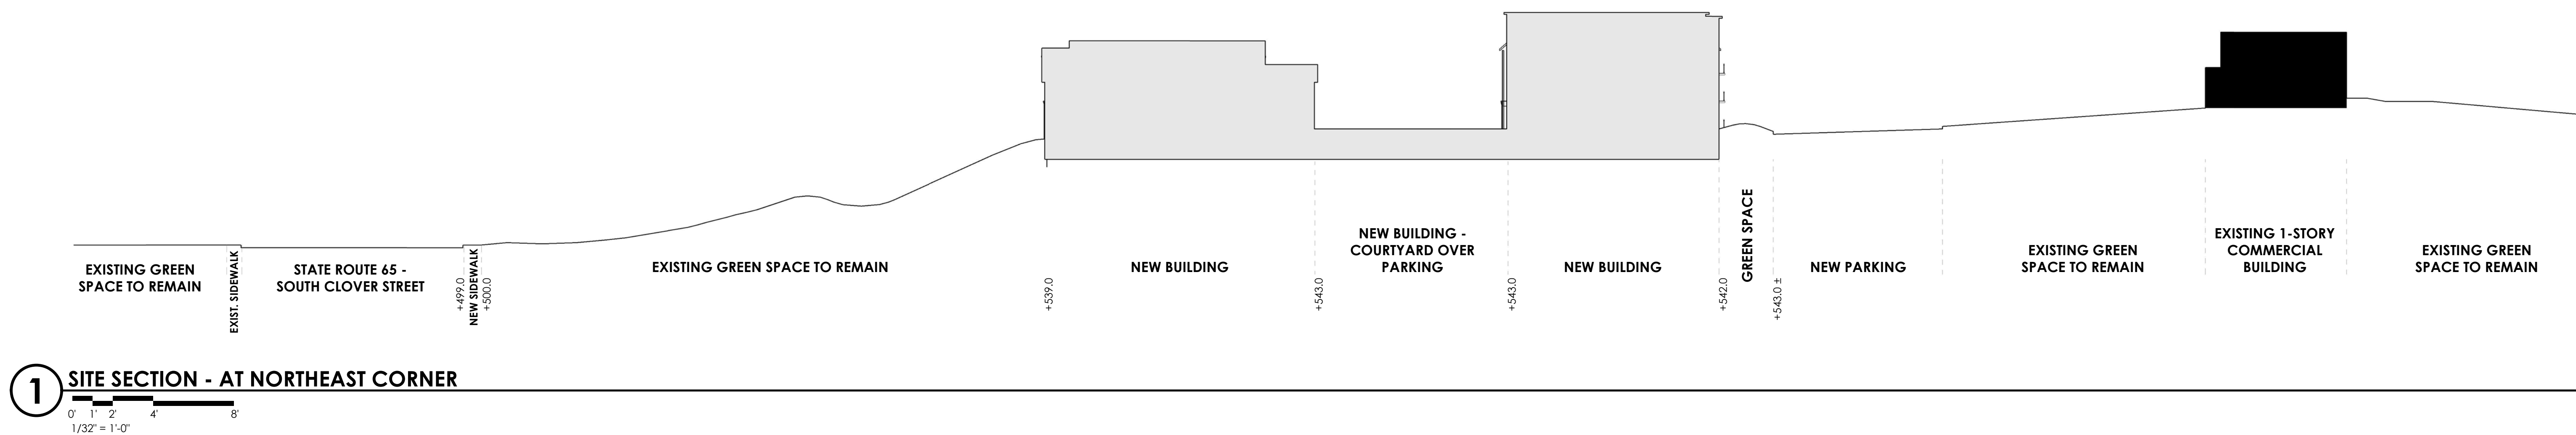 EXISTING GREEN
SPACE TO REMAIN
EXIST. SIDEWALK
STATE ROUTE 65 -
SOUTH CLOVER STREET
+499.0
NEW SIDEWALK
+500.0
EXISTING GREEN SPACE TO REMAIN
+539.0
NEW BUILDING
+543.0
NEW BUILDING -
COURTYARD OVER
PARKING
+543.0
NEW BUILDING
+542.0
GREEN SPACE
+543.0 ±
NEW PARKING
EXISTING GREEN
SPACE TO REMAIN
EXISTING 1-STORY
COMMERCIAL
BUILDING
EXISTING GREEN
SPACE TO REMAIN
1
SITE SECTION - AT NORTHEAST CORNER
0' 1' 2' 4' 8'
1/32" = 1'-0"